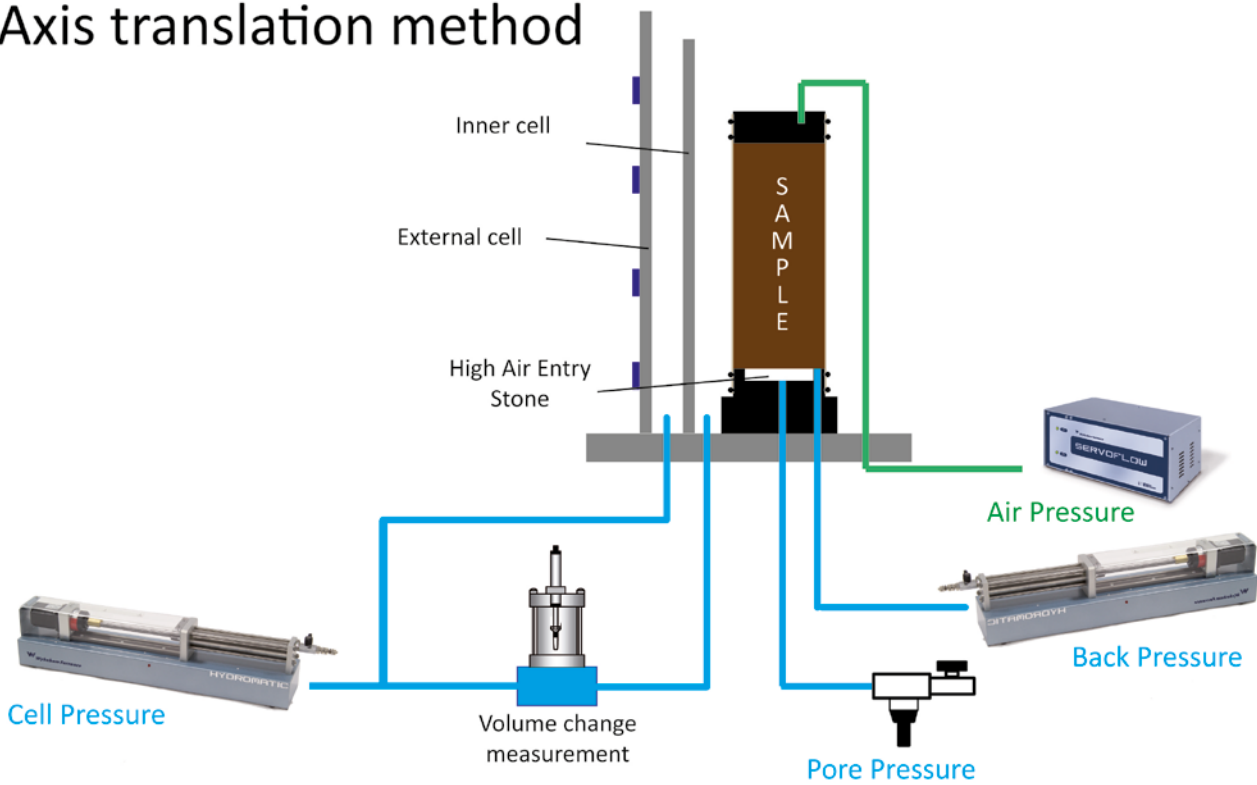 Axis translation method
Inner cell
External cell
High Air Entry
Stone
S
A
M
P
L
E
SERVOFLOW
Air Pressure
HYDROMATIC
Cell Pressure
Volume change
measurement
Back Pressure
Pore Pressure